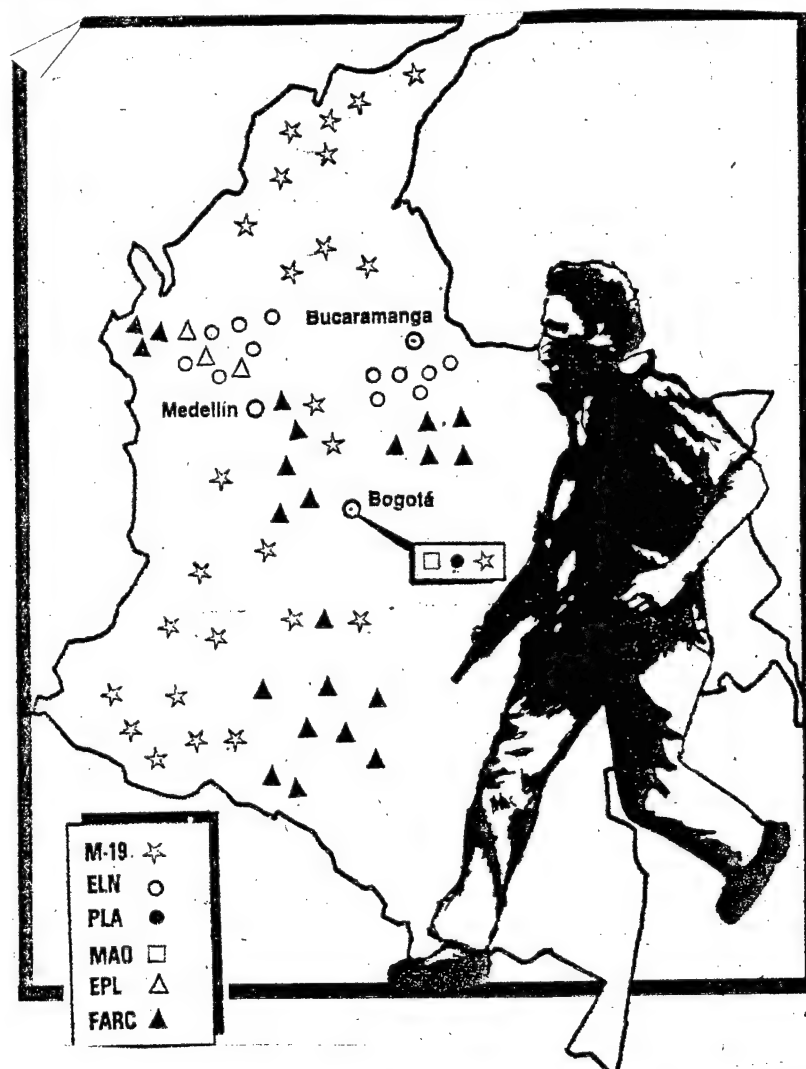 Bucaramanga
Medellín
Bogotá
M-19
ELN
PLA
MAO
EPL
FARC